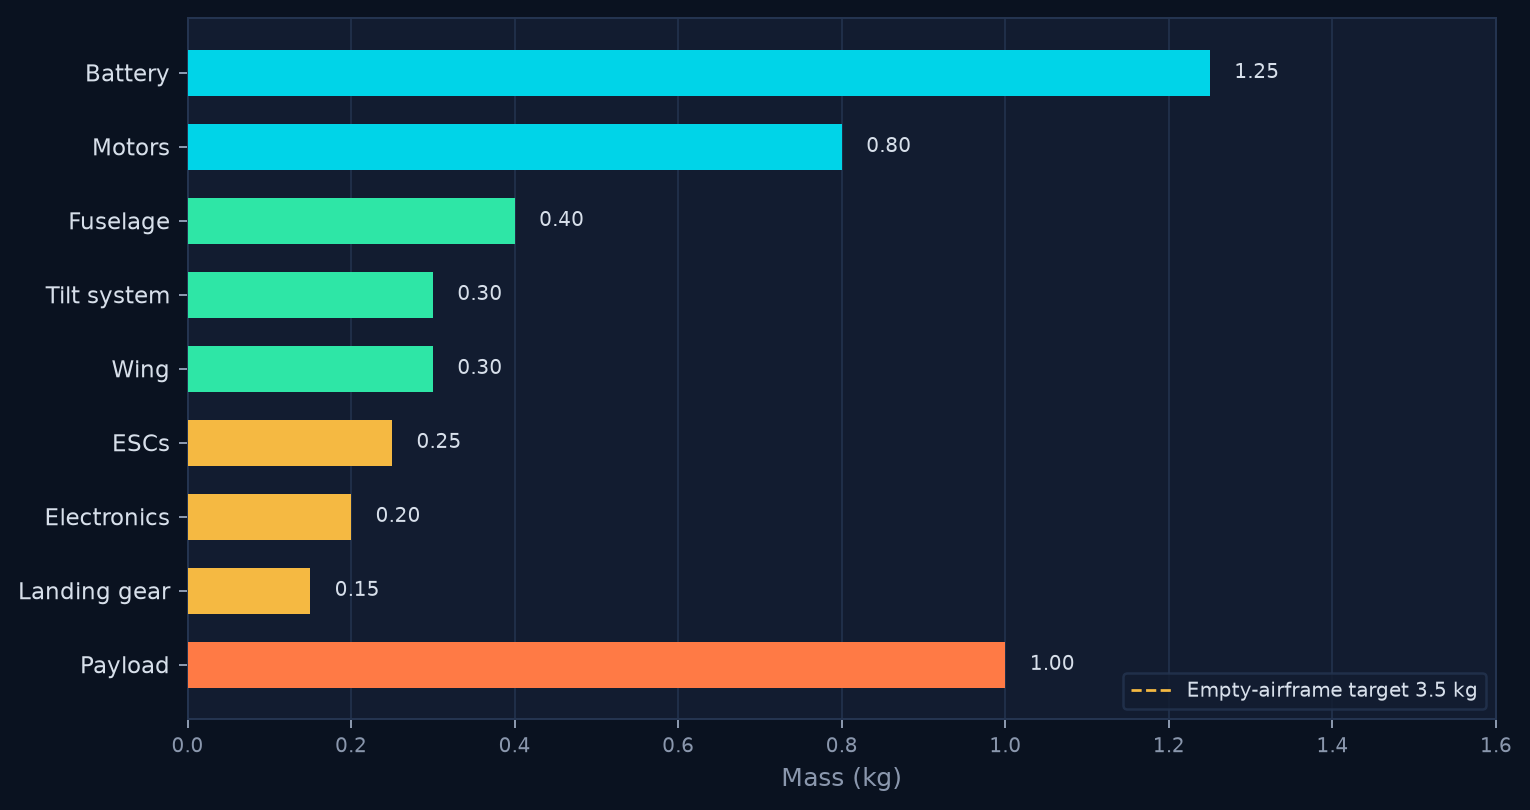 Battery 1.25
Motors 0.80
Fuselage 0.40
Tilt system 0.30
Wing 0.30
ESCs 0.25
Electronics 0.20
Landing gear 0.15
Payload 1.00
Empty-airframe target 3.5 kg
0.0 0.2 0.4 0.6 0.8 1.0 1.2 1.4 1.6
Mass (kg)